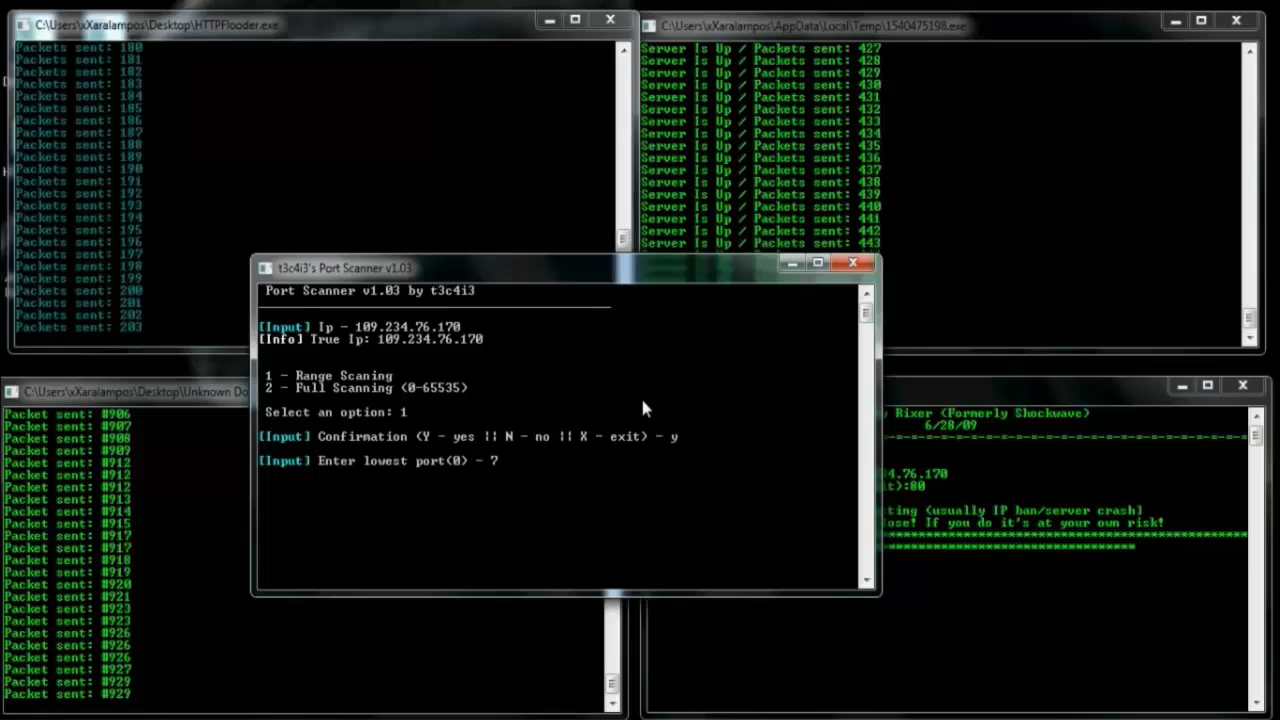 C:\Users\xXaralampos\Desktop\HTTPFlooder.exe
Packets sent: 180
Packets sent: 181
Packets sent: 182
Packets sent: 183
Packets sent: 184
Packets sent: 185
Packets sent: 186
Packets sent: 187
Packets sent: 188
Packets sent: 189
Packets sent: 190
Packets sent: 191
Packets sent: 192
Packets sent: 193
Packets sent: 194
Packets sent: 195
Packets sent: 196
Packets sent: 197
Packets sent: 198
Packets sent: 199
Packets sent: 200
Packets sent: 201
Packets sent: 202
Packets sent: 203
C:\Users\xXaralampos\AppData\Local\Temp\1540475198.exe
Server Is Up / Packets sent: 427
Server Is Up / Packets sent: 428
Server Is Up / Packets sent: 429
Server Is Up / Packets sent: 430
Server Is Up / Packets sent: 431
Server Is Up / Packets sent: 432
Server Is Up / Packets sent: 433
Server Is Up / Packets sent: 434
Server Is Up / Packets sent: 435
Server Is Up / Packets sent: 436
Server Is Up / Packets sent: 437
Server Is Up / Packets sent: 438
Server Is Up / Packets sent: 439
Server Is Up / Packets sent: 440
Server Is Up / Packets sent: 441
Server Is Up / Packets sent: 442
Server Is Up / Packets sent: 443
t3c4i3's Port Scanner v1.03
Port Scanner v1.03 by t3c4i3
[Input] Ip - 109.234.76.170
[Info] True Ip: 109.234.76.170
1 - Range Scaning
2 - Full Scanning (0-65535)
Select an option: 1
[Input] Confirmation (Y - yes || N - no || X - exit) - y
[Input] Enter lowest port(0) - 7
C:\Users\xXaralampos\Desktop\Unknown Do
Packet sent: #906
Packet sent: #907
Packet sent: #908
Packet sent: #909
Packet sent: #912
Packet sent: #912
Packet sent: #912
Packet sent: #913
Packet sent: #914
Packet sent: #915
Packet sent: #917
Packet sent: #917
Packet sent: #918
Packet sent: #919
Packet sent: #920
Packet sent: #921
Packet sent: #923
Packet sent: #923
Packet sent: #926
Packet sent: #926
Packet sent: #926
Packet sent: #927
Packet sent: #929
Packet sent: #929
y Rixer (Formerly Shockwave)
6/28/09
4.76.170
t):80
ting (usually IP ban/server crash]
lose! If you do it's at your own risk!